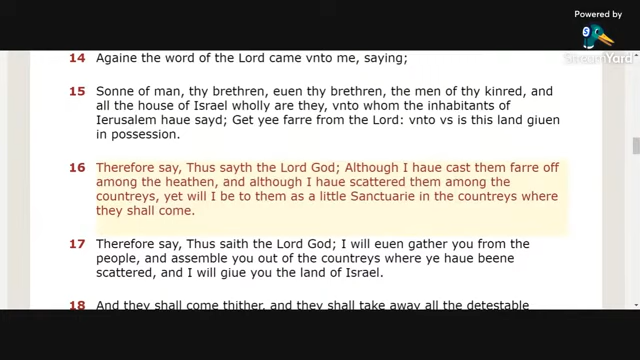 Powered by
StreamYard
14 Againe the word of the Lord came vnto me, saying;
15 Sonne of man, thy brethren, euen thy brethren, the men of thy kinred, and
all the house of Israel wholly are they, vnto whom the inhabitants of
Ierusalem haue sayd; Get yee farre from the Lord: vnto vs is this land giuen
in possession.
16 Therefore say, Thus sayth the Lord God; Although I haue cast them farre off
among the heathen, and although I haue scattered them among the
countreys, yet will I be to them as a little Sanctuarie in the countreys where
they shall come.
17 Therefore say, Thus saith the Lord God; I will euen gather you from the
people, and assemble you out of the countreys where ye haue beene
scattered, and I will giue you the land of Israel.
18 And they shall come thither, and they shall take away all the detestable